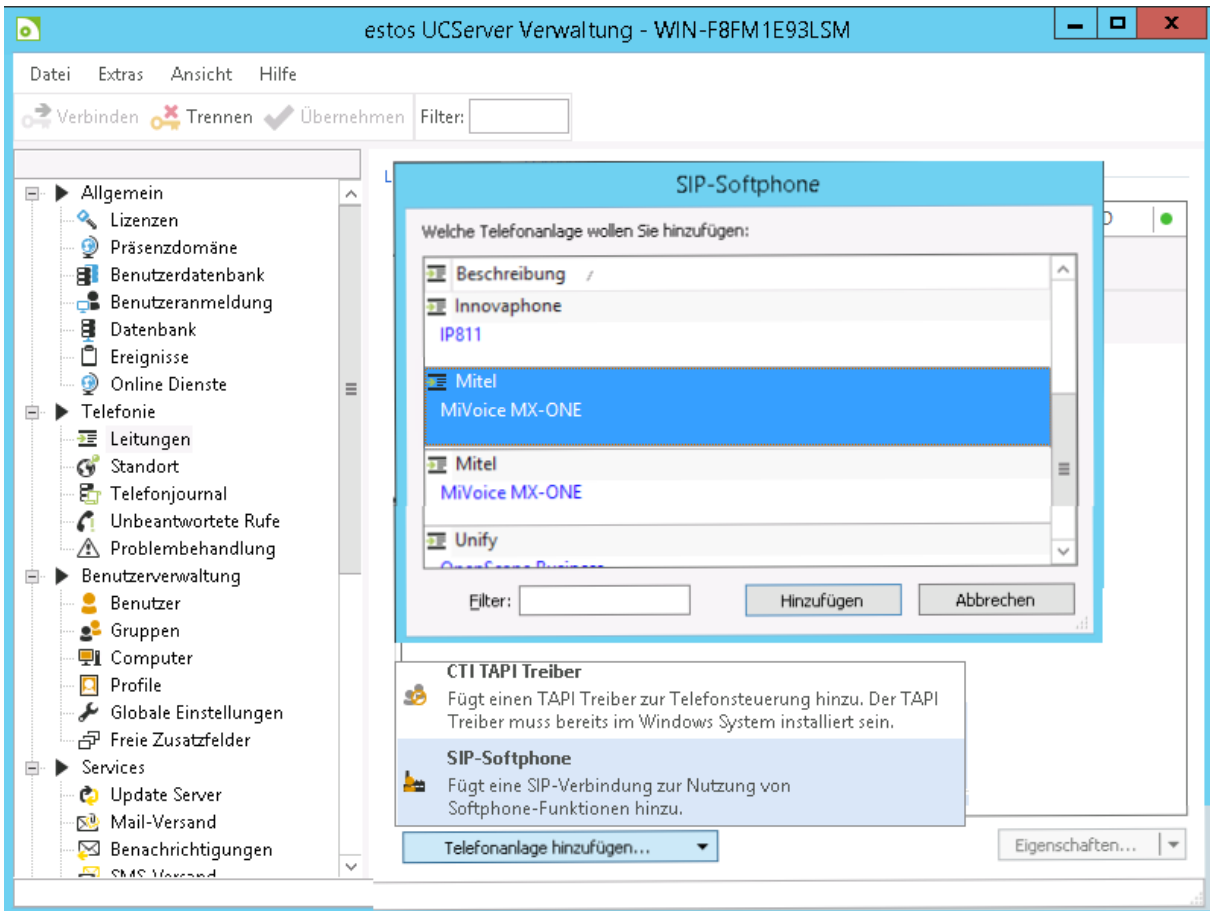 estos UCServer Verwaltung - WIN-F8FM1E93LSM
Datei Extras Ansicht Hilfe
Verbinden Trennen Übernehmen Filter:
Allgemein
Lizenzen
Präsenzdomäne
Benutzerdatenbank
Benutzeranmeldung
Datenbank
Ereignisse
Online Dienste
Telefonie
Leitungen
Standort
Telefonjournal
Unbeantwortete Rufe
Problembehandlung
Benutzerverwaltung
Benutzer
Gruppen
Computer
Profile
Globale Einstellungen
Freie Zusatzfelder
Services
Update Server
Mail-Versand
Benachrichtigungen
SMS Versand
SIP-Softphone
Welche Telefonanlage wollen Sie hinzufügen:
Beschreibung
Innovaphone
IP811
Mitel
MiVoice MX-ONE
Mitel
MiVoice MX-ONE
Unify
OpenScape Business
Filter: Hinzufügen Abbrechen
CTI TAPI Treiber
Fügt einen TAPI Treiber zur Telefonsteuerung hinzu. Der TAPI
Treiber muss bereits im Windows System installiert sein.
SIP-Softphone
Fügt eine SIP-Verbindung zur Nutzung von
Softphone-Funktionen hinzu.
Telefonanlage hinzufügen... Eigenschaften...